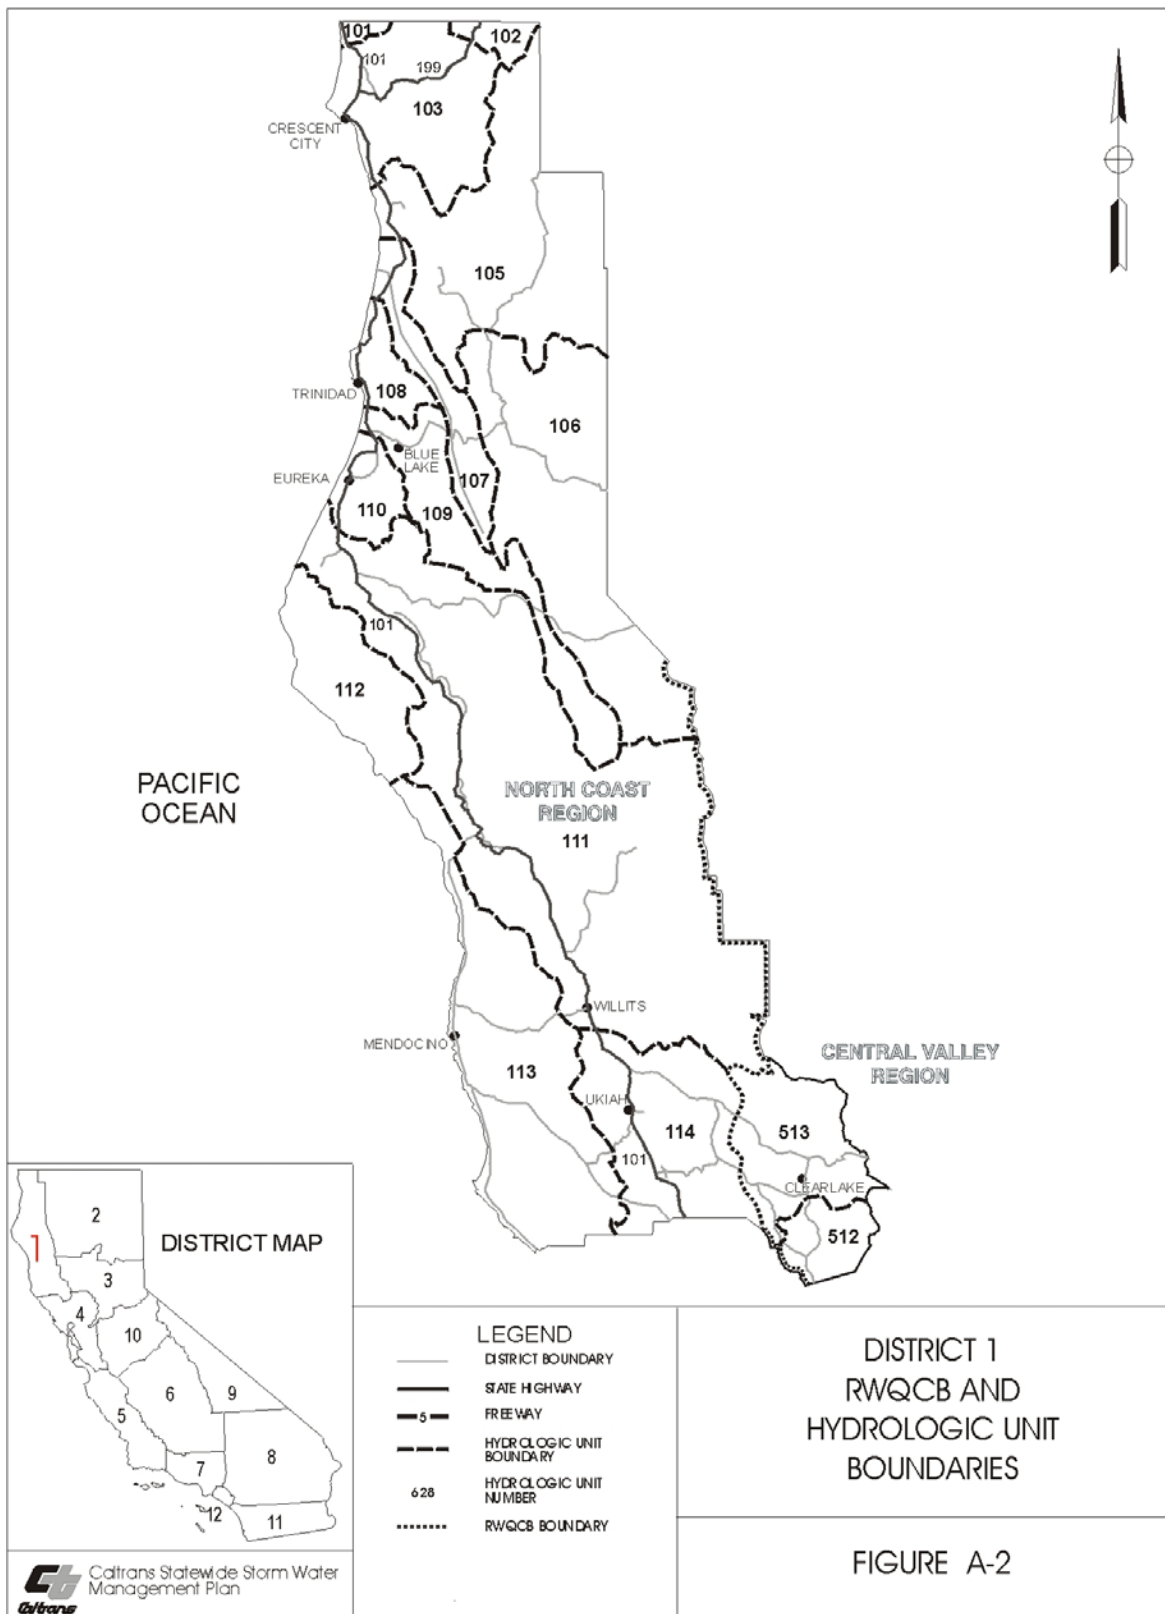 101
102
101
199
103
CRESCENT
CITY
105
TRINIDAD
108
106
BLUE
LAKE
EUREKA
107
110
109
101
112
PACIFIC
OCEAN
NORTH COAST
REGION
111
WILLITS
MENDOCINO
CENTRAL VALLEY
REGION
113
UKIAH
114
513
101
CLEARLAKE
512
DISTRICT MAP
1
2
3
4
10
6
9
5
8
7
12
11
Caltrans
Caltrans Statewide Storm Water
Management Plan
LEGEND
DISTRICT BOUNDARY
STATE HIGHWAY
5
FREEWAY
HYDROLOGIC UNIT
BOUNDARY
628
HYDROLOGIC UNIT
NUMBER
RWQCB BOUNDARY
DISTRICT 1
RWQCB AND
HYDROLOGIC UNIT
BOUNDARIES
FIGURE A-2